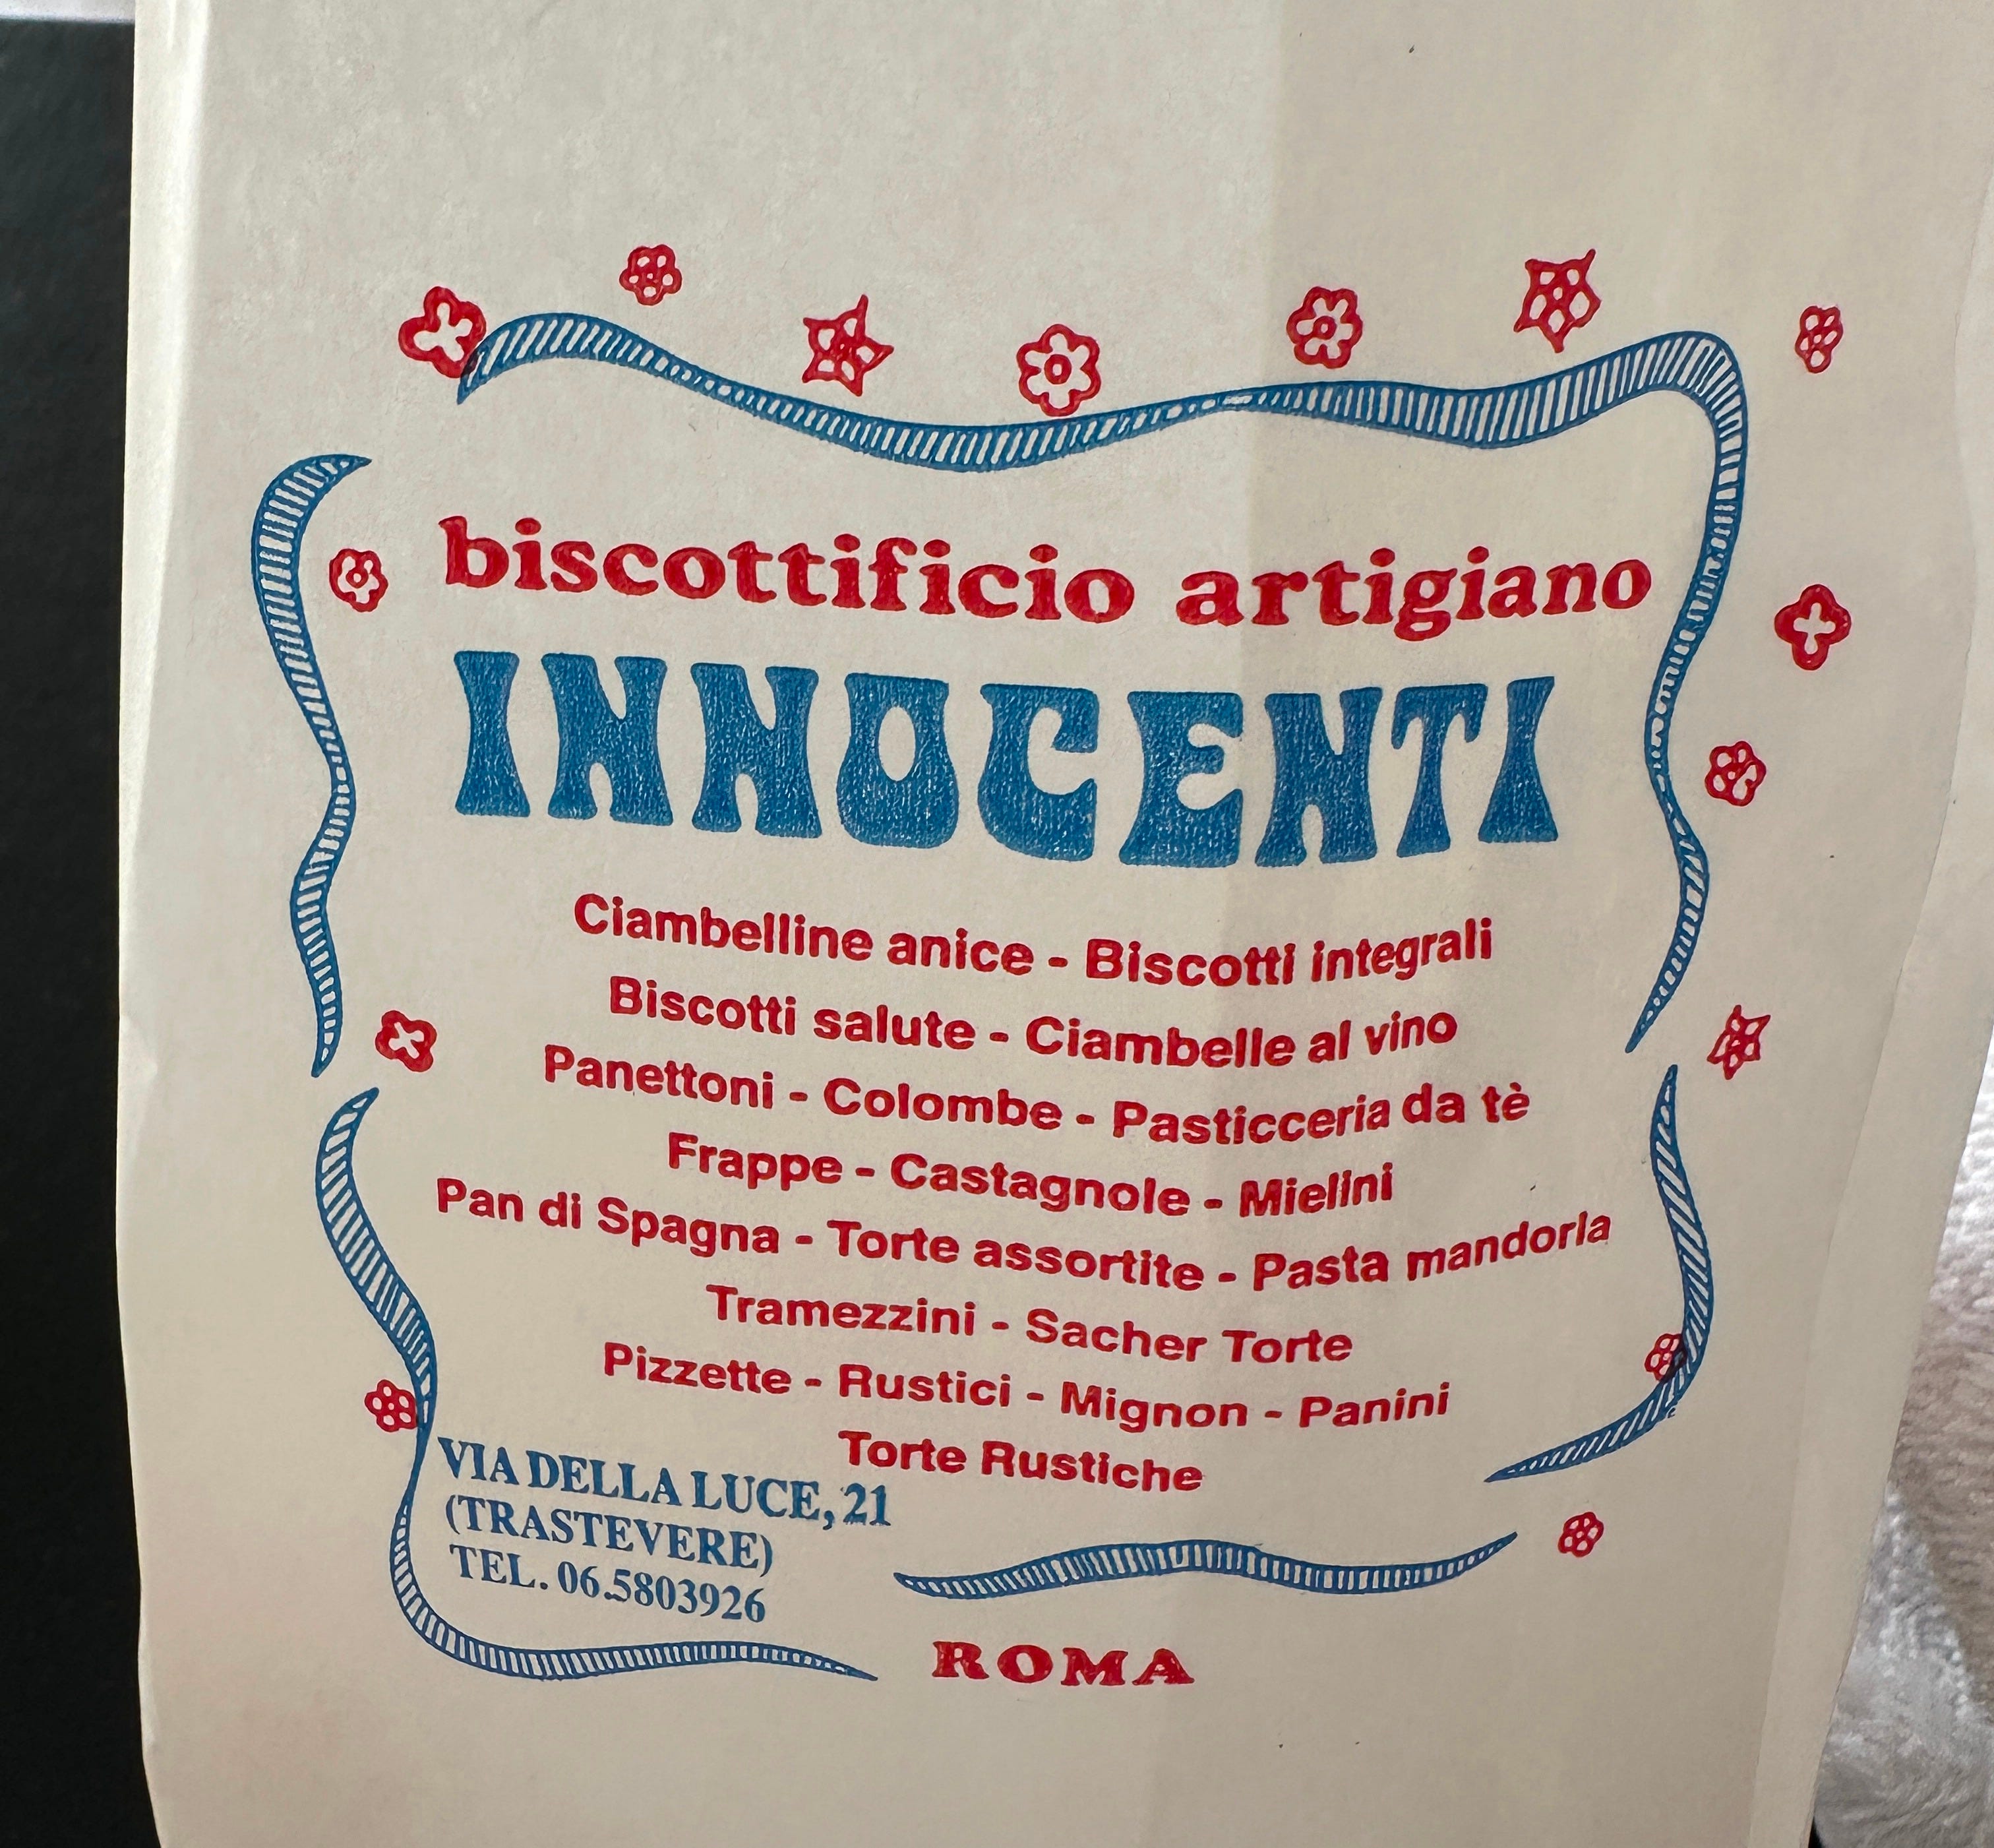 biscottificio artigiano
INNOCENTI
Ciambelline anice - Biscotti integrali
Biscotti salute - Ciambelle al vino
Panettoni - Colombe - Pasticceria da tè
Frappe - Castagnole - Mielini
Pan di Spagna - Torte assortite - Pasta mandorla
Tramezzini - Sacher Torte
Pizzette - Rustici - Mignon - Panini
Torte Rustiche
VIA DELLA LUCE, 21
(TRASTEVERE)
TEL. 06.5803926
ROMA